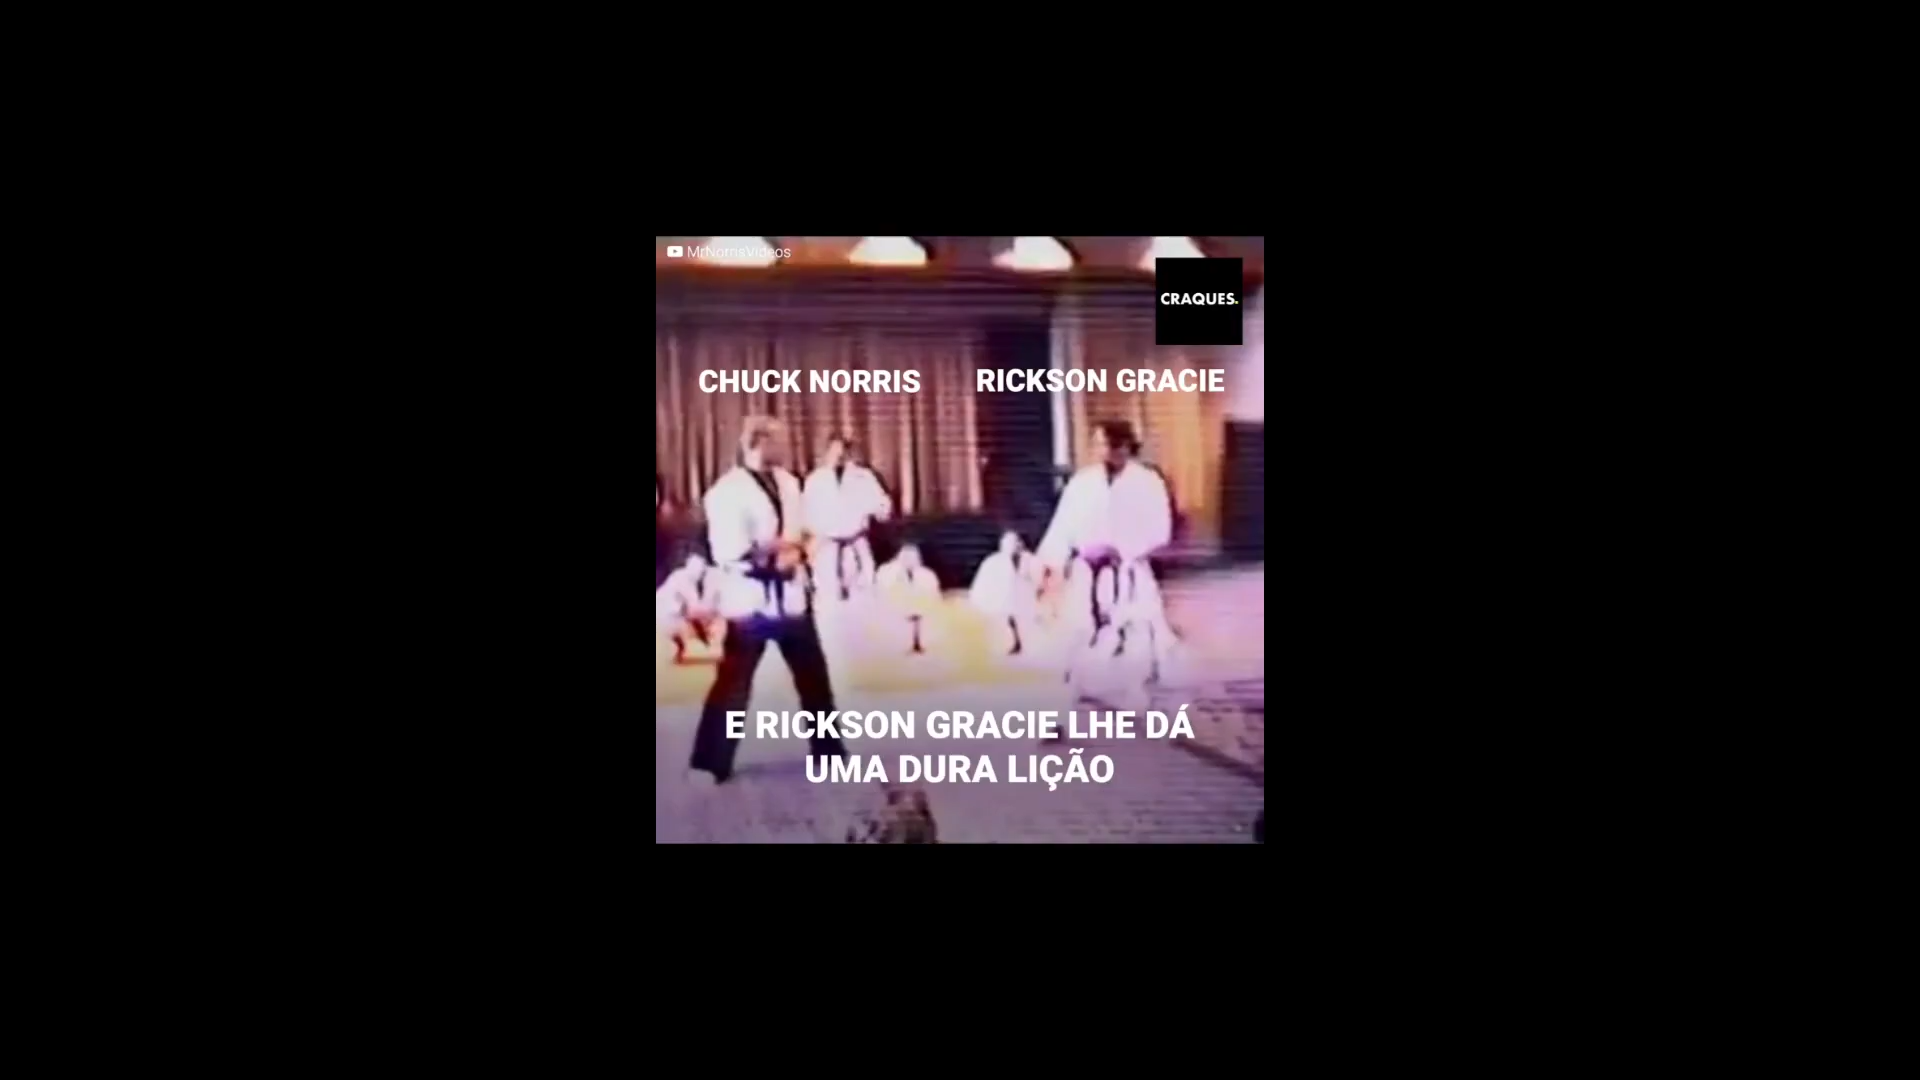 MrNorrisVideos
CRAQUES.
CHUCK NORRIS
RICKSON GRACIE
E RICKSON GRACIE LHE DÁ
UMA DURA LIÇÃO